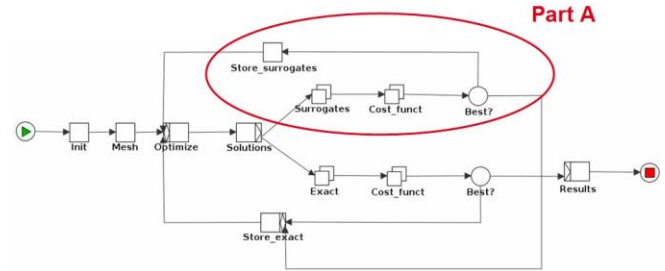 Part A
Store_surrogates
Surrogates
Cost_funct
Best?
Init
Mesh
Optimize
Solutions
Exact
Cost_funct
Best?
Results
Store_exact